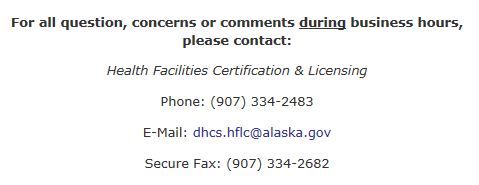 For all question, concerns or comments during business hours,
please contact:
Health Facilities Certification & Licensing
Phone: (907) 334-2483
E-Mail: dhcs.hflc@alaska.gov
Secure Fax: (907) 334-2682